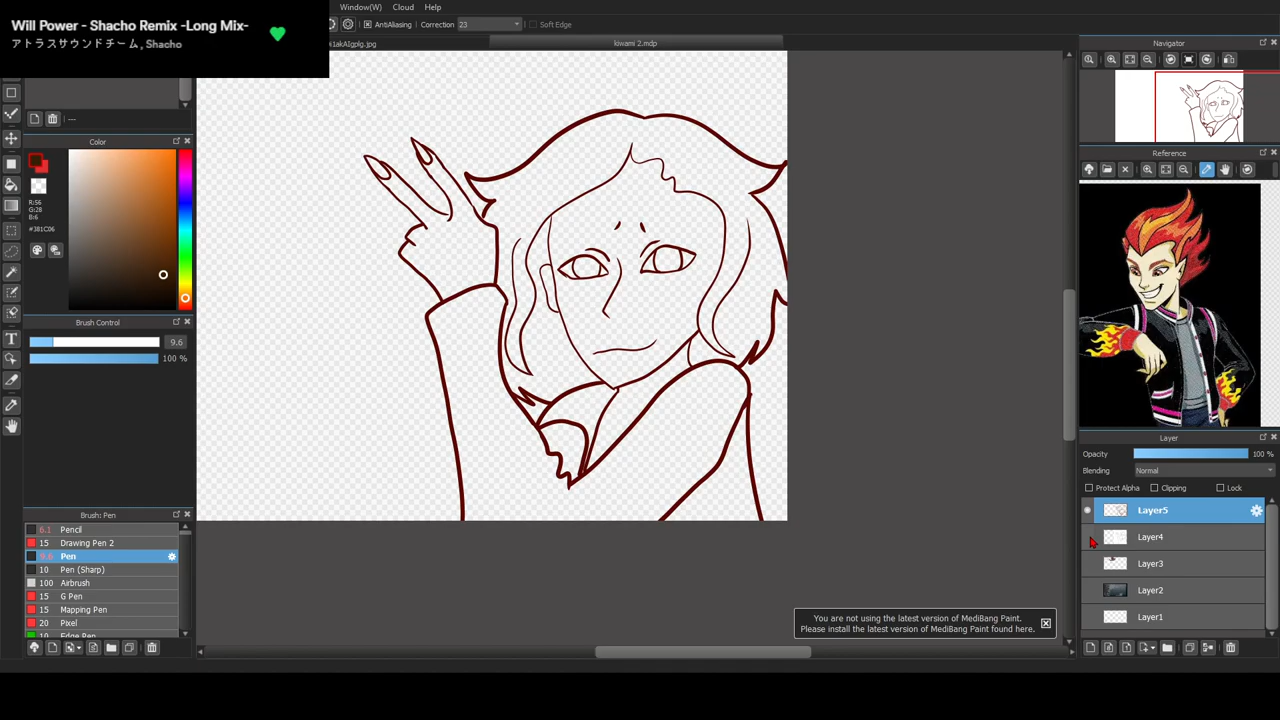 Will Power - Shacho Remix -Long Mix-
アトラスサウンドチーム, Shacho
Window(W) Cloud Help
AntiAliasing Correction 23 Soft Edge
kiwami 2.mdp
Navigator
Color
R:56
G:28
B:6
#381C06
Reference
Brush Control
9.6
100 %
Layer
Opacity 100 %
Blending Normal
Protect Alpha Clipping Lock
Layer5
Layer4
Layer3
Layer2
Layer1
Brush: Pen
6.1 Pencil
15 Drawing Pen 2
9.6 Pen
10 Pen (Sharp)
100 Airbrush
15 G Pen
15 Mapping Pen
20 Pixel
10 Edge Pen
You are not using the latest version of MediBang Paint.
Please install the latest version of MediBang Paint found here.